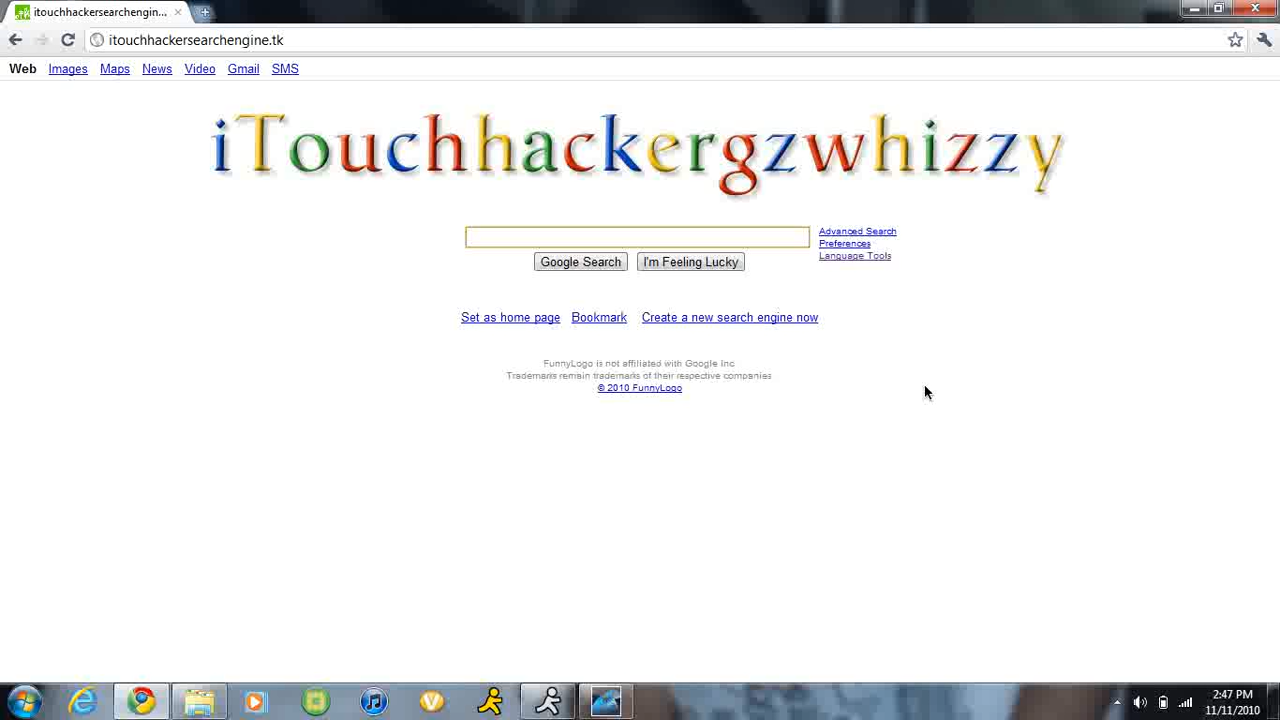 itouchhackersearchengin...
itouchhackersearchengine.tk
Web Images Maps News Video Gmail SMS
iTouchhackergzwhizzy
Advanced Search
Preferences
Language Tools
Google Search I'm Feeling Lucky
Set as home page Bookmark Create a new search engine now
FunnyLogo is not affiliated with Google Inc
Trademarks remain trademarks of their respective companies
© 2010 FunnyLogo
2:47 PM
11/11/2010